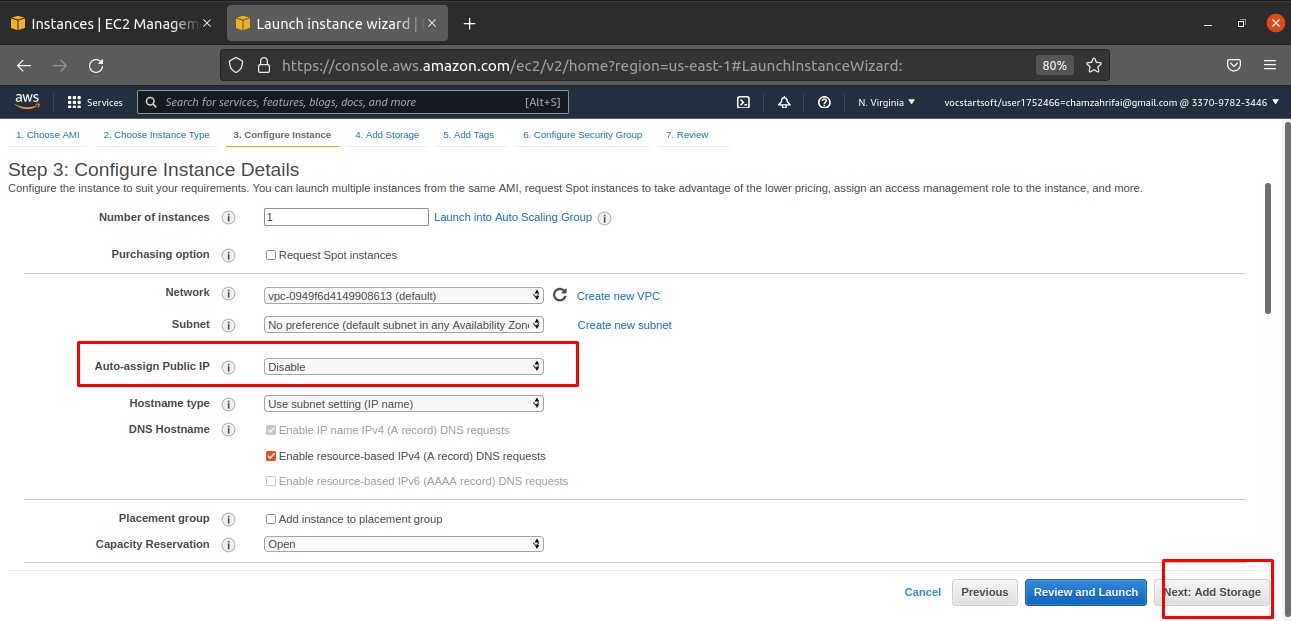 Instances | EC2 Managem
Launch instance wizard |
https://console.aws.amazon.com/ec2/v2/home?region=us-east-1#LaunchInstanceWizard:
80%
aws
Services
Search for services, features, blogs, docs, and more
[Alt+S]
N. Virginia
vocstartsoft/user1752466=chamzahrifai@gmail.com @ 3370-9782-3446
1. Choose AMI
2. Choose Instance Type
3. Configure Instance
4. Add Storage
5. Add Tags
6. Configure Security Group
7. Review
Step 3: Configure Instance Details
Configure the instance to suit your requirements. You can launch multiple instances from the same AMI, request Spot instances to take advantage of the lower pricing, assign an access management role to the instance, and more.
Number of instances
1
Launch into Auto Scaling Group
Purchasing option
Request Spot instances
Network
vpc-0949f6d4149908613 (default)
Create new VPC
Subnet
No preference (default subnet in any Availability Zone
Create new subnet
Auto-assign Public IP
Disable
Hostname type
Use subnet setting (IP name)
DNS Hostname
Enable IP name IPv4 (A record) DNS requests
Enable resource-based IPv4 (A record) DNS requests
Enable resource-based IPv6 (AAAA record) DNS requests
Placement group
Add instance to placement group
Capacity Reservation
Open
Cancel
Previous
Review and Launch
Next: Add Storage